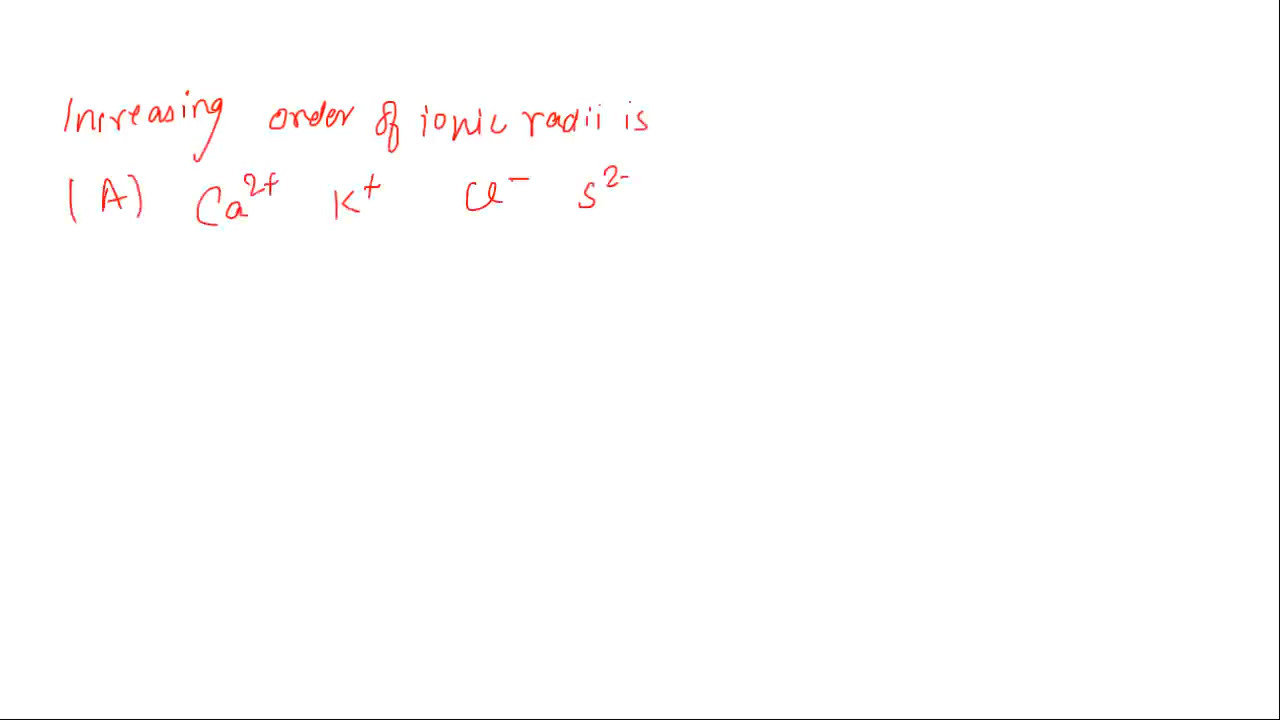 Increasing order of ionic radii is
(A) Ca²⁺ K⁺ Cl⁻ S²⁻